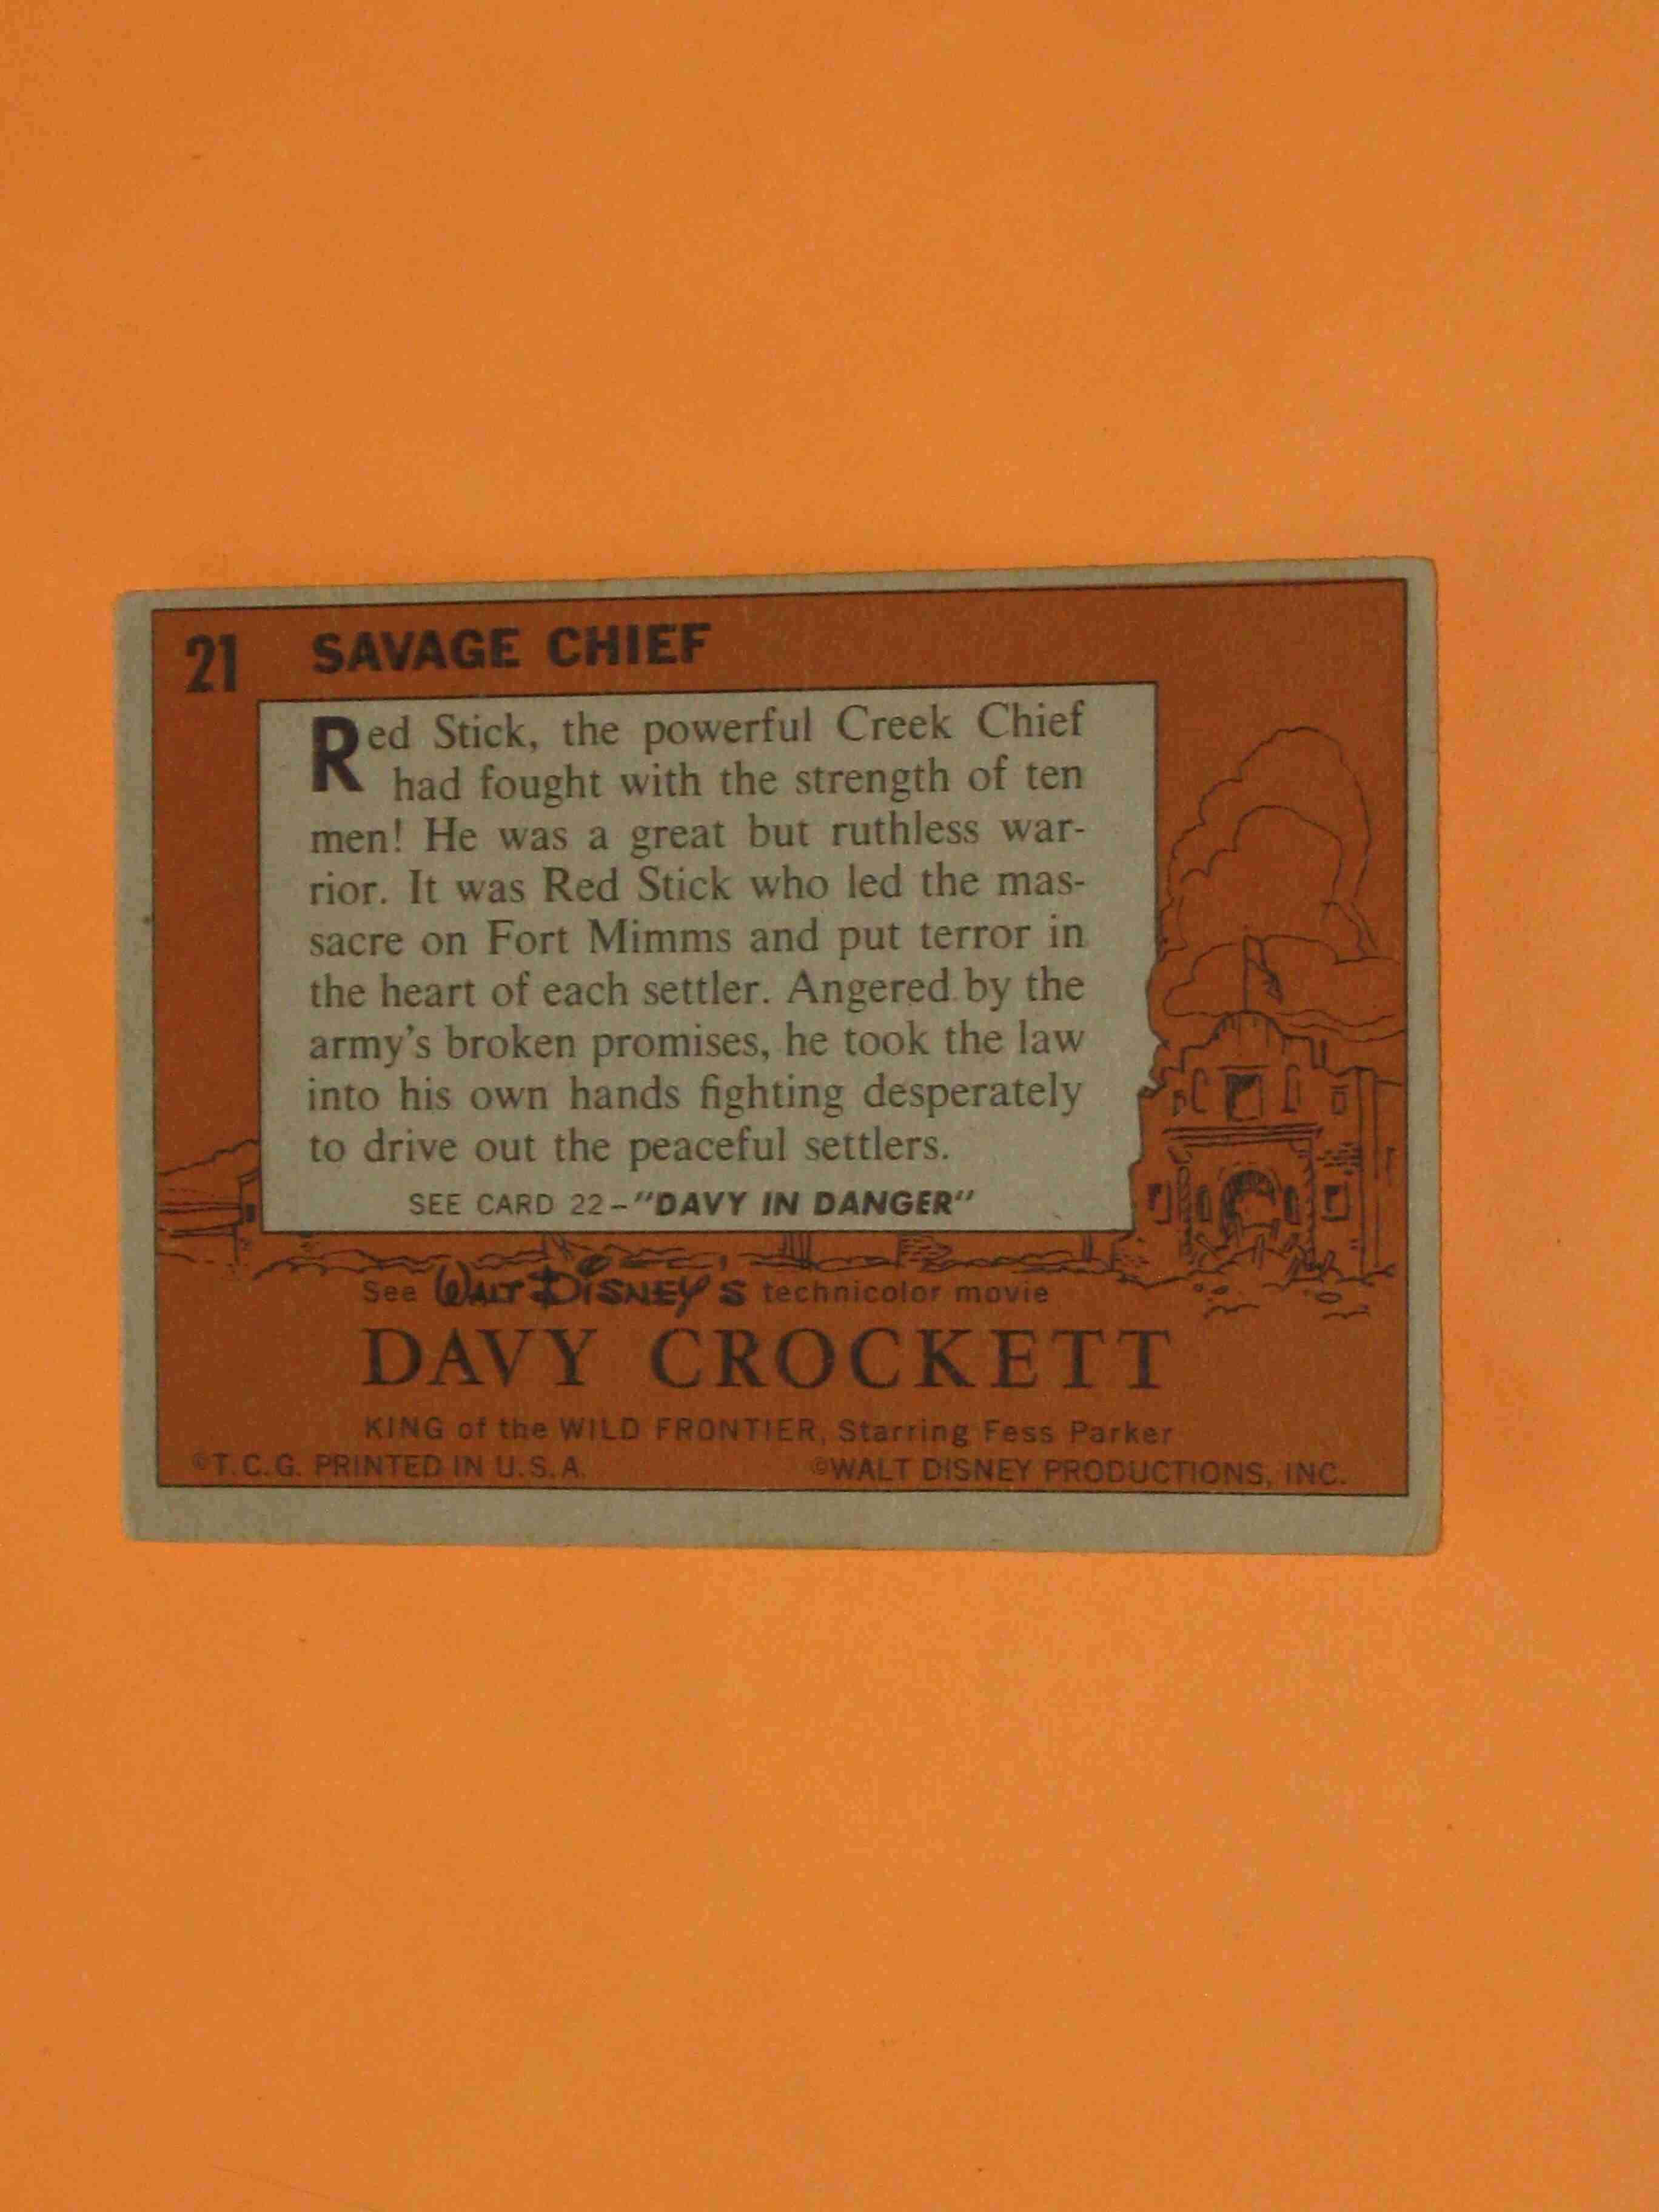 21 SAVAGE CHIEF
Red Stick, the powerful Creek Chief
had fought with the strength of ten
men! He was a great but ruthless war-
rior. It was Red Stick who led the mas-
sacre on Fort Mimms and put terror in
the heart of each settler. Angered by the
army's broken promises, he took the law
into his own hands fighting desperately
to drive out the peaceful settlers.
SEE CARD 22-"DAVY IN DANGER"
See WALT DISNEY'S technicolor movie
DAVY CROCKETT
KING of the WILD FRONTIER, Starring Fess Parker
©T.C.G. PRINTED IN U.S.A. ©WALT DISNEY PRODUCTIONS, INC.